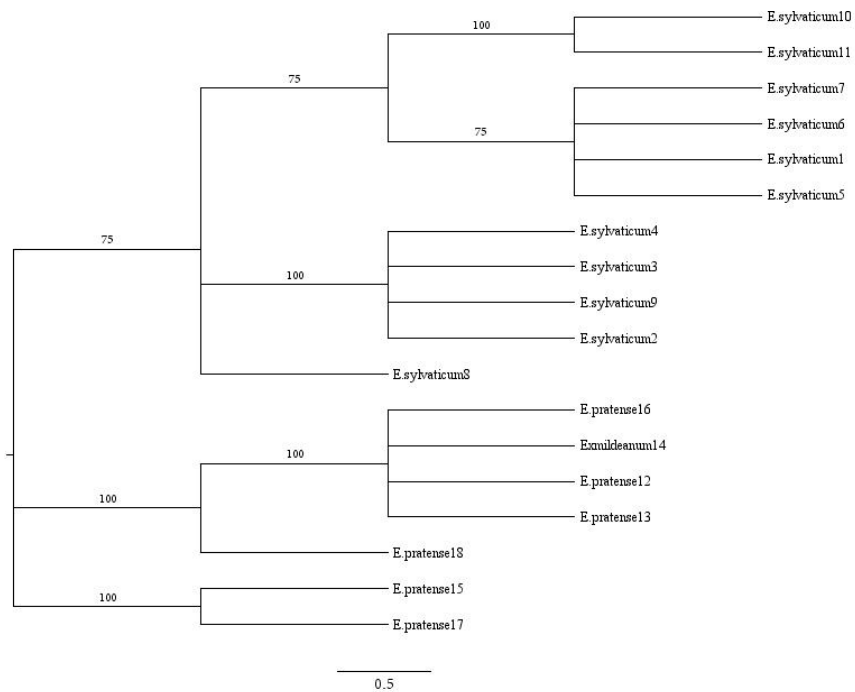 E.sylvaticum10
100
E.sylvaticum11
75
E.sylvaticum7
E.sylvaticum6
75
E.sylvaticum1
E.sylvaticum5
E.sylvaticum4
75
E.sylvaticum3
100
E.sylvaticum9
E.sylvaticum2
E.sylvaticum8
E.pratense16
Exmildeanum14
100
E.pratense12
100
E.pratense13
E.pratense18
E.pratense15
100
E.pratense17
0.5